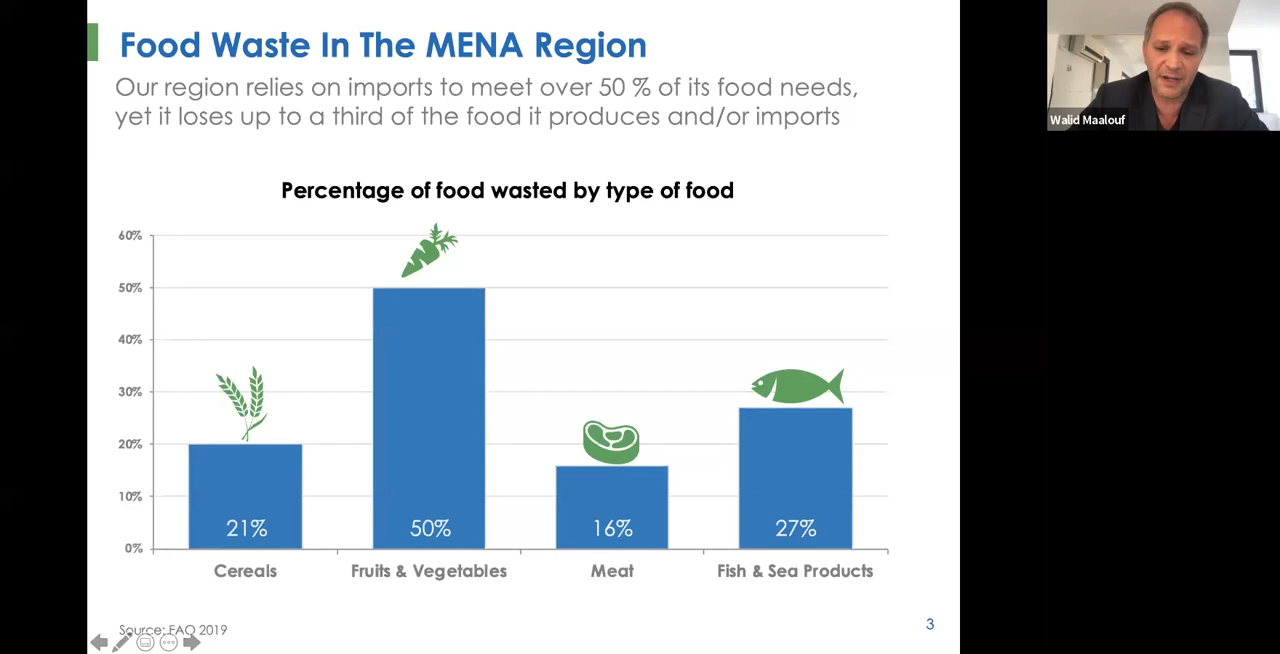 Food Waste In The MENA Region
Our region relies on imports to meet over 50 % of its food needs,
yet it loses up to a third of the food it produces and/or imports
Walid Maalouf
Percentage of food wasted by type of food
60%
50%
40%
30%
20%
10%
0%
21%
50%
16%
27%
Cereals
Fruits & Vegetables
Meat
Fish & Sea Products
Source: FAO 2019
3